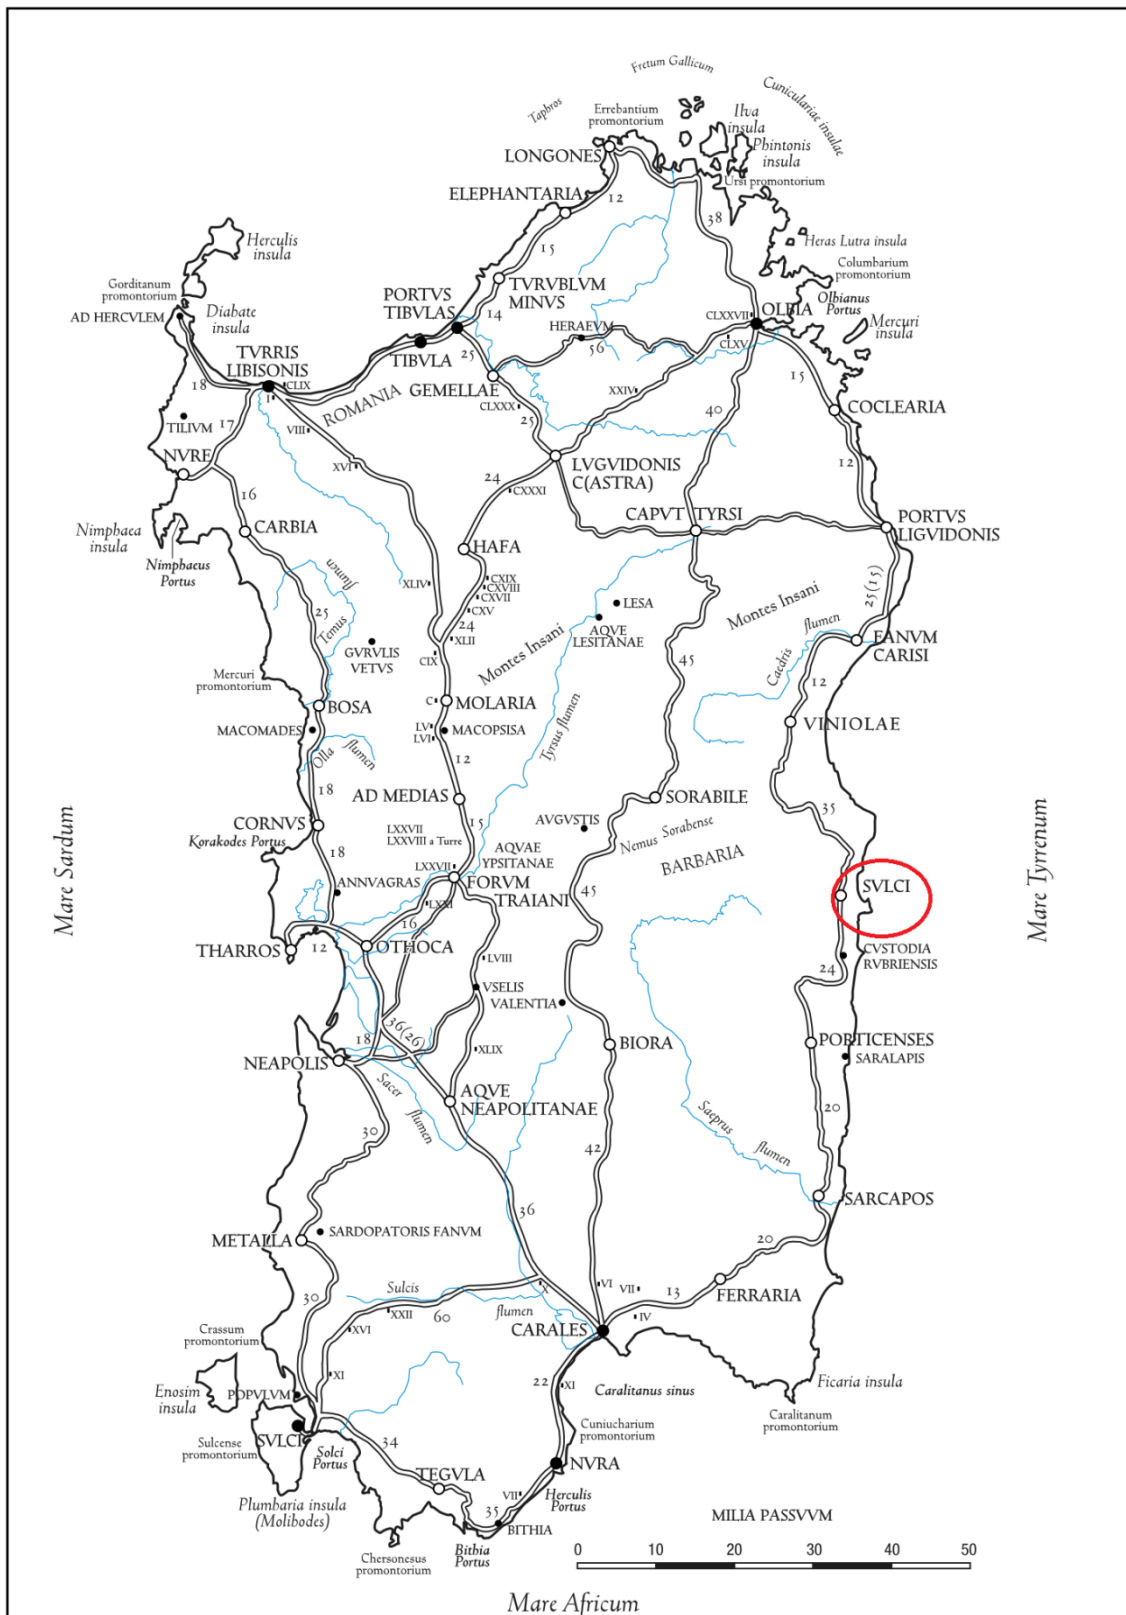 Fretum Gallicum
Cuniculariae insulae
Taphros
Errebantium
promontorium
Ilva
insula
Phintonis
insula
LONGONES
Ursi promontorium
ELEPHANTARIA
12
38
Herculis
insula
15
Heras Lutra insula
Columbarium
promontorium
Gorditanum
promontorium
TVRVBLVM
MINVS
PORTVS
TIBVLAS
Olbianus
Portus
AD HERCVLEM
Diabate
insula
CLXXVII
OLBIA
Mercuri
insula
14
HERAEVM
CLXV
TVRRIS
LIBISONIS
TIBVLA
25
56
18
CLIX
I
ROMANIA
GEMELLAE
XXIV
15
CLXXX
25
COCLEARIA
TILIVM
17
VIII
40
NVRE
XVI
LVGVIDONIS
C(ASTRA)
12
24
CXXXI
16
CARBIA
CAPVT TYRSI
PORTVS
LIGVIDONIS
Nimphaca
insula
Nimphaeus
Portus
HAFA
flumen
Temus
XLIV
CXIX
CXVIII
CXVII
CXV
LESA
25(15)
Montes Insani
25
24
AQVE
LESITANAE
flumen
Caedris
GVRVLIS
VETVS
XLII
CIX
Montes Insani
FANVM
CARISI
45
12
Mercuri
promontorium
BOSA
C
MOLARIA
VINIOLAE
MACOMADES
LV
LVI
MACOPSISA
Tyrsus flumen
Olla
flumen
12
18
AD MEDIAS
SORABILE
35
Mare Sardum
Mare Tyrrenum
CORNVS
Korakodes Portus
15
LXXVII
LXXVIII a Turre
AVGVSTIS
Nemus Sorabense
AQVAE
YPSITANAE
BARBARIA
18
LXXVII
FORVM
TRAIANI
ANNVAGRAS
LXXI
45
SVLCI
16
THARROS
12
OTHOCA
LVIII
CVSTODIA
RVBRIENSIS
24
VSELIS
VALENTIA
36(26)
18
XLIX
BIORA
PORTICENSES
SARALAPIS
NEAPOLIS
Sacer
flumen
AQVE
NEAPOLITANAE
20
30
Saeprus
flumen
42
36
SARCAPOS
SARDOPATORIS FANVM
METALLA
20
30
Sulcis
flumen
X
VI
VII
13
FERRARIA
XXII
60
IV
XVI
CARALES
Crassum
promontorium
XI
22
XI
Caralitanus sinus
Ficaria insula
Enosim
insula
POPVLVM
Cuniucharium
promontorium
Caralitanum
promontorium
SVLCI
Sulcense
promontorium
Solci
Portus
34
NVRA
TEGVLA
VII
Herculis
Portus
Plumbaria insula
(Molibodes)
35
BITHIA
MILIA PASSVVM
Bithia
Portus
Chersonesus
promontorium
0 10 20 30 40 50
Mare Africum